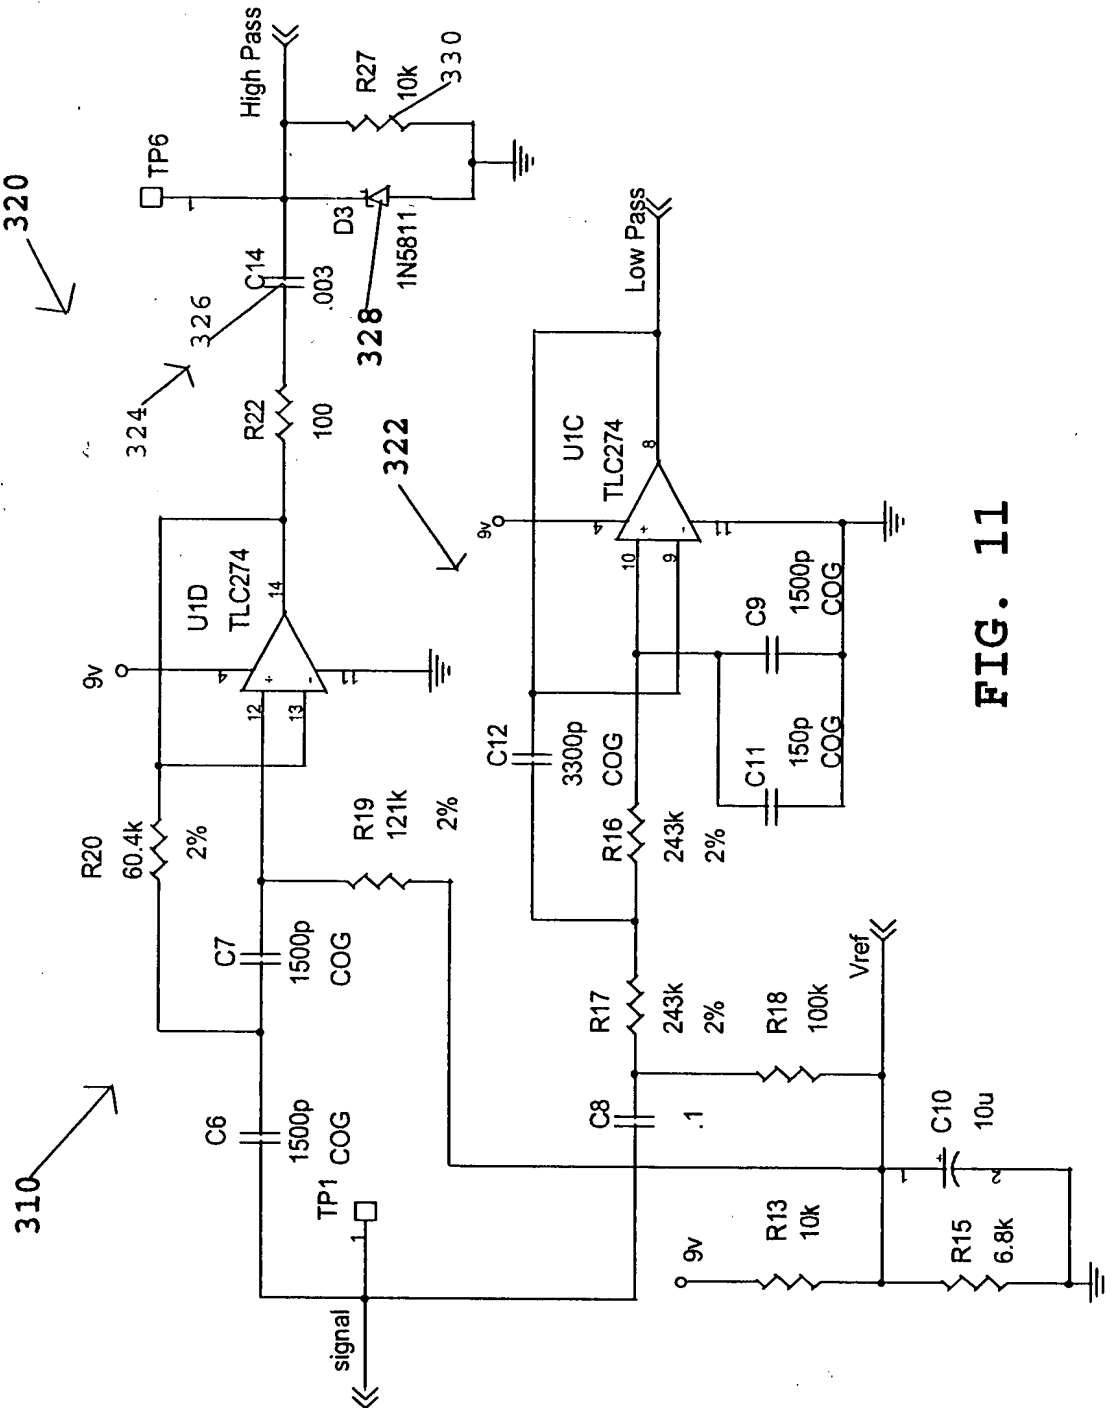 310
320
324
326
328
330
322
High Pass
TP6
1
R27
10k
D3
1N5811
C14
.003
R22
100
U1D
TLC274
9v
4
12
13
14
11
+
-
R20
60.4k
2%
R19
121k
2%
C7
1500p
COG
C6
1500p
COG
TP1
1
signal
Low Pass
U1C
TLC274
9v
4
10
9
8
11
+
-
C12
3300p
COG
R16
243k
2%
C9
1500p
COG
C11
150p
COG
R17
243k
2%
R18
100k
C8
.1
Vref
C10
10u
1
+
2
9v
R13
10k
R15
6.8k
FIG. 11